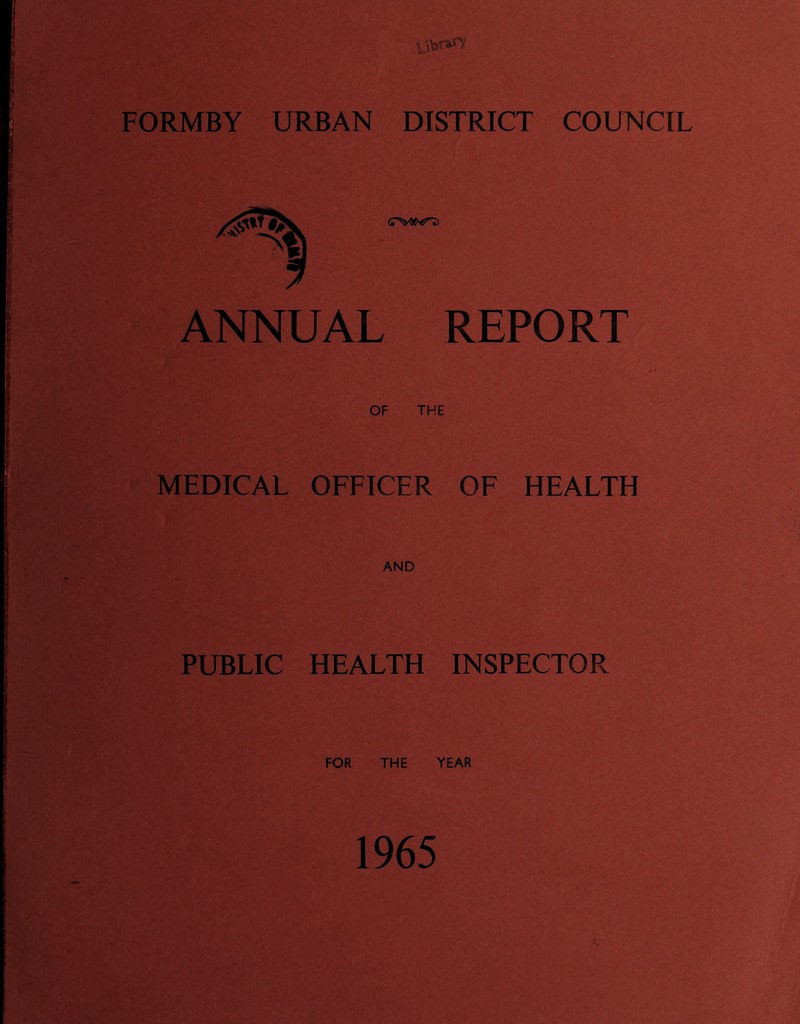 Library
FORMBY URBAN DISTRICT COUNCIL
ANNUAL REPORT
OF THE
MEDICAL OFFICER OF HEALTH
AND
PUBLIC HEALTH INSPECTOR
FOR THE YEAR
1965